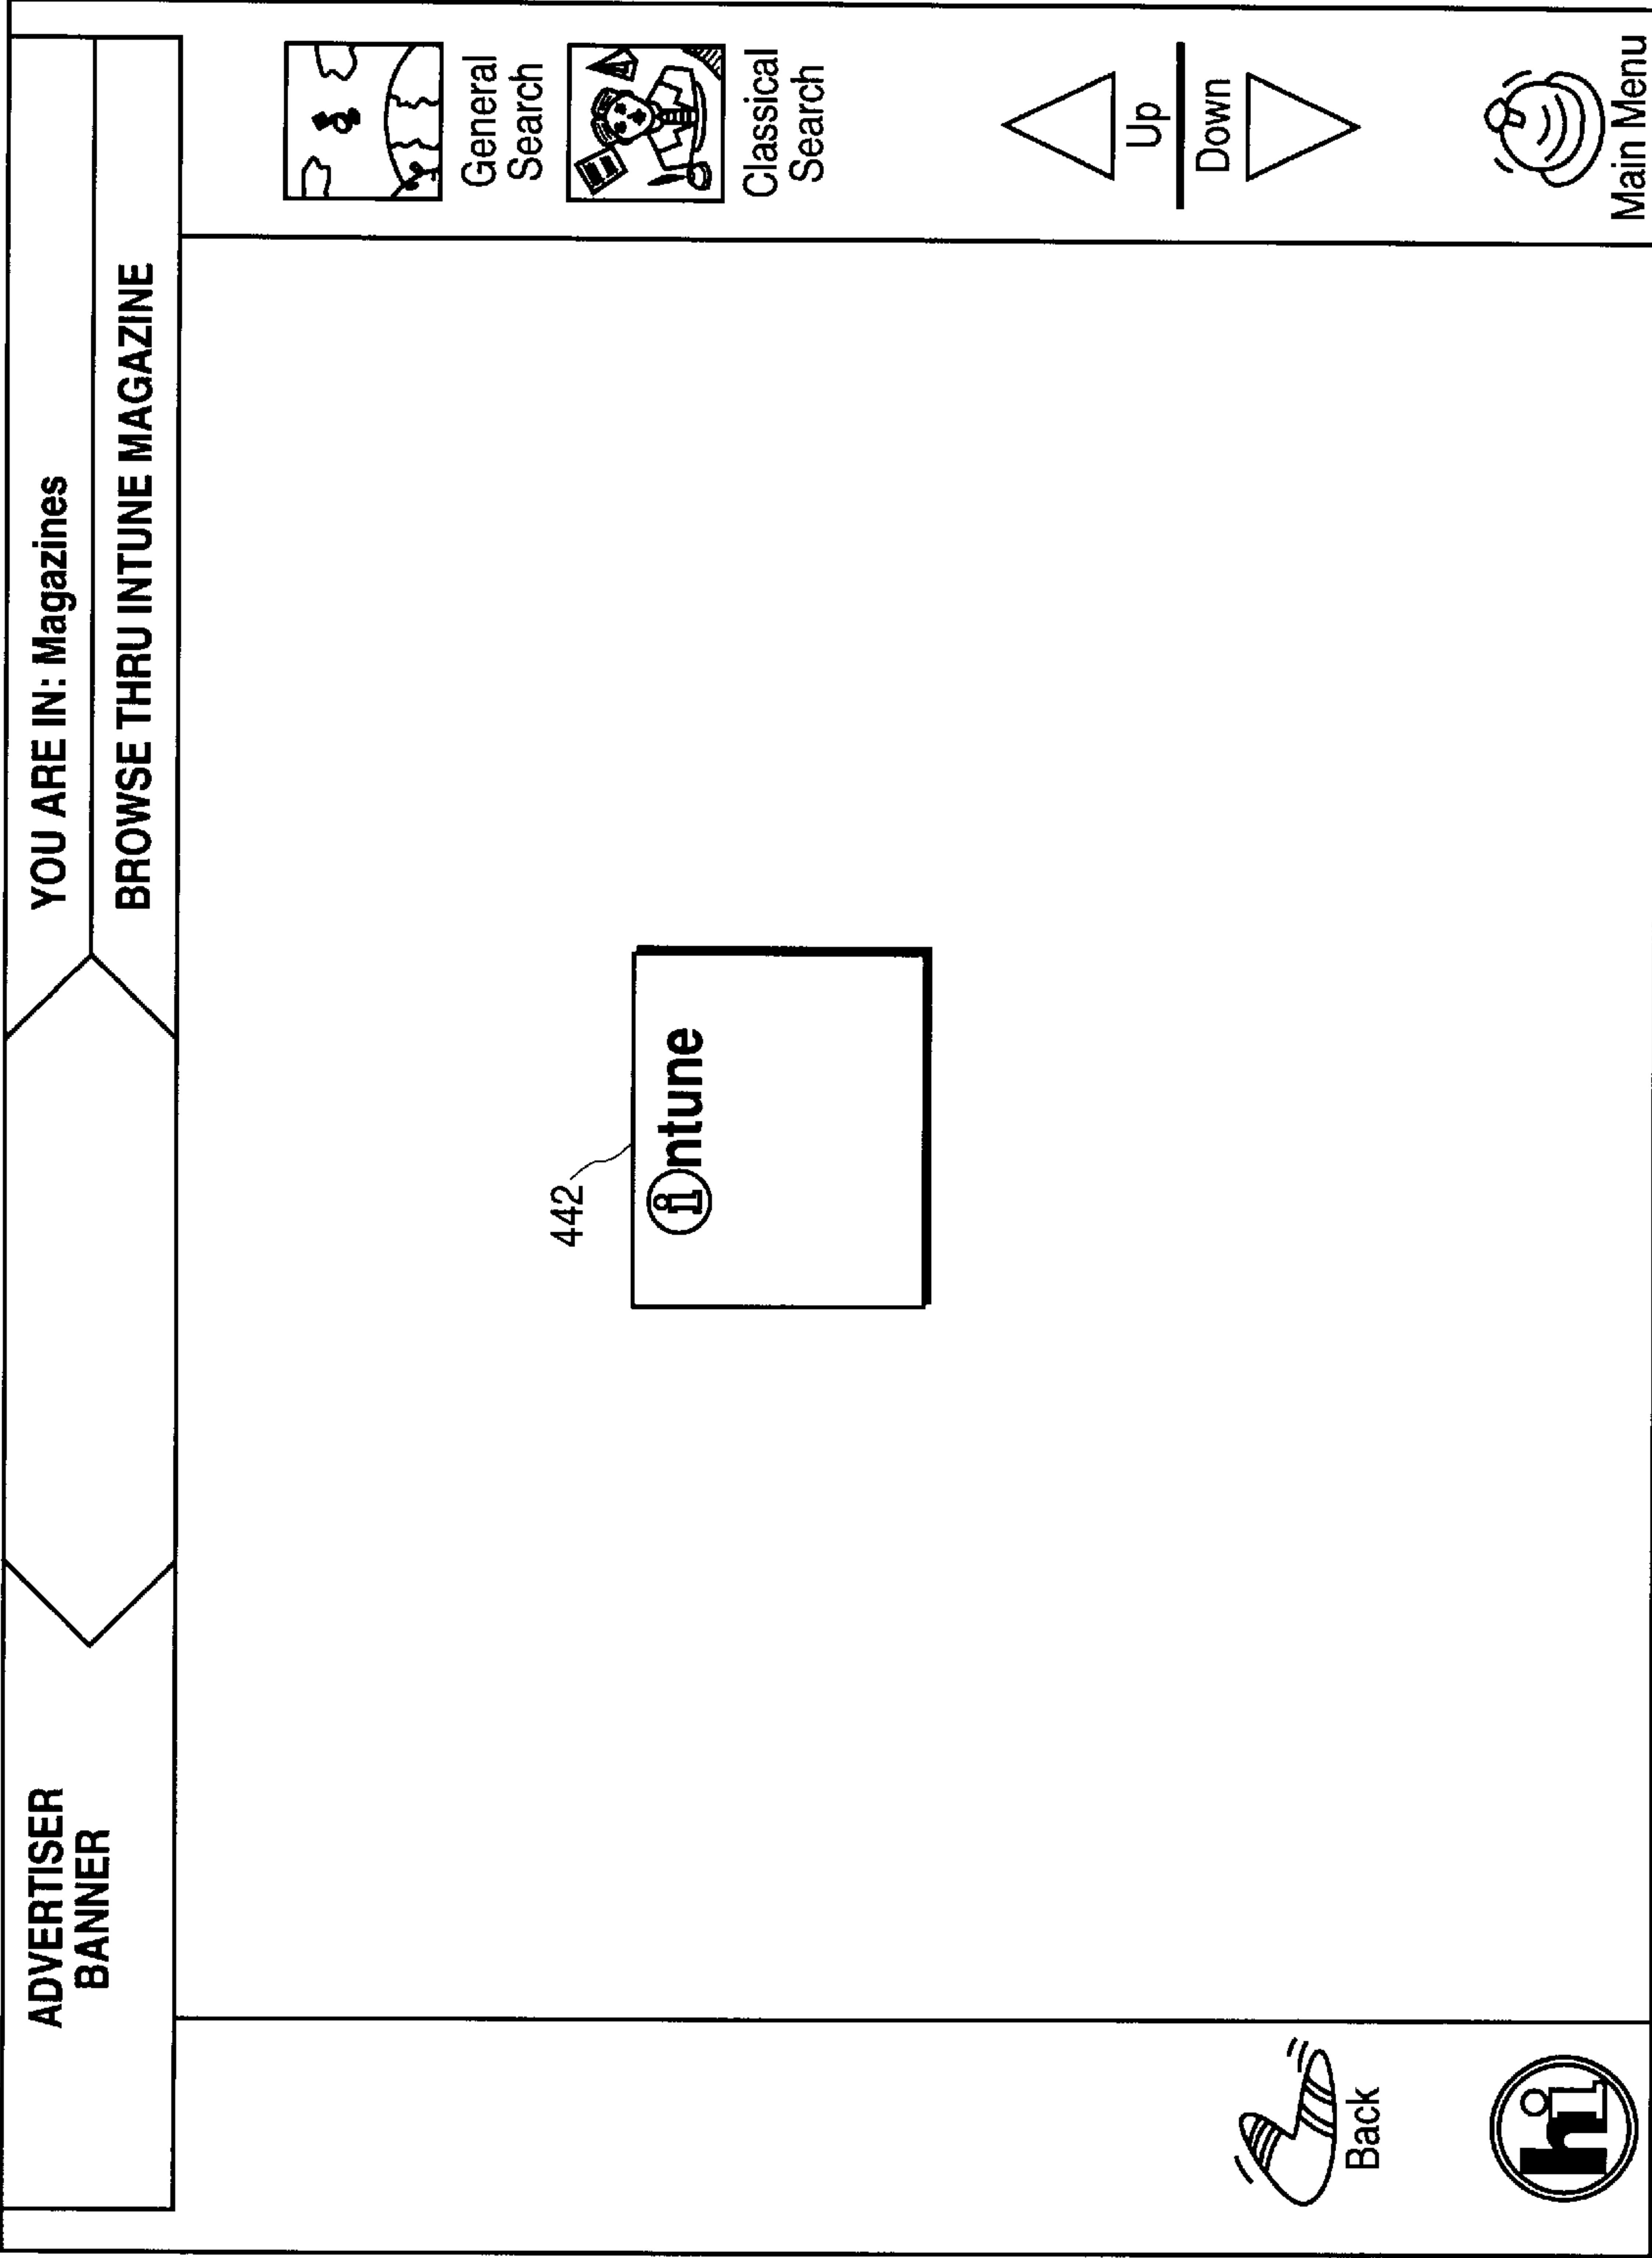 ADVERTISER
BANNER
YOU ARE IN: Magazines
BROWSE THRU INTUNE MAGAZINE
General
Search
442
intune
Classical
Search
Up
Down
Back
hi
Main Menu